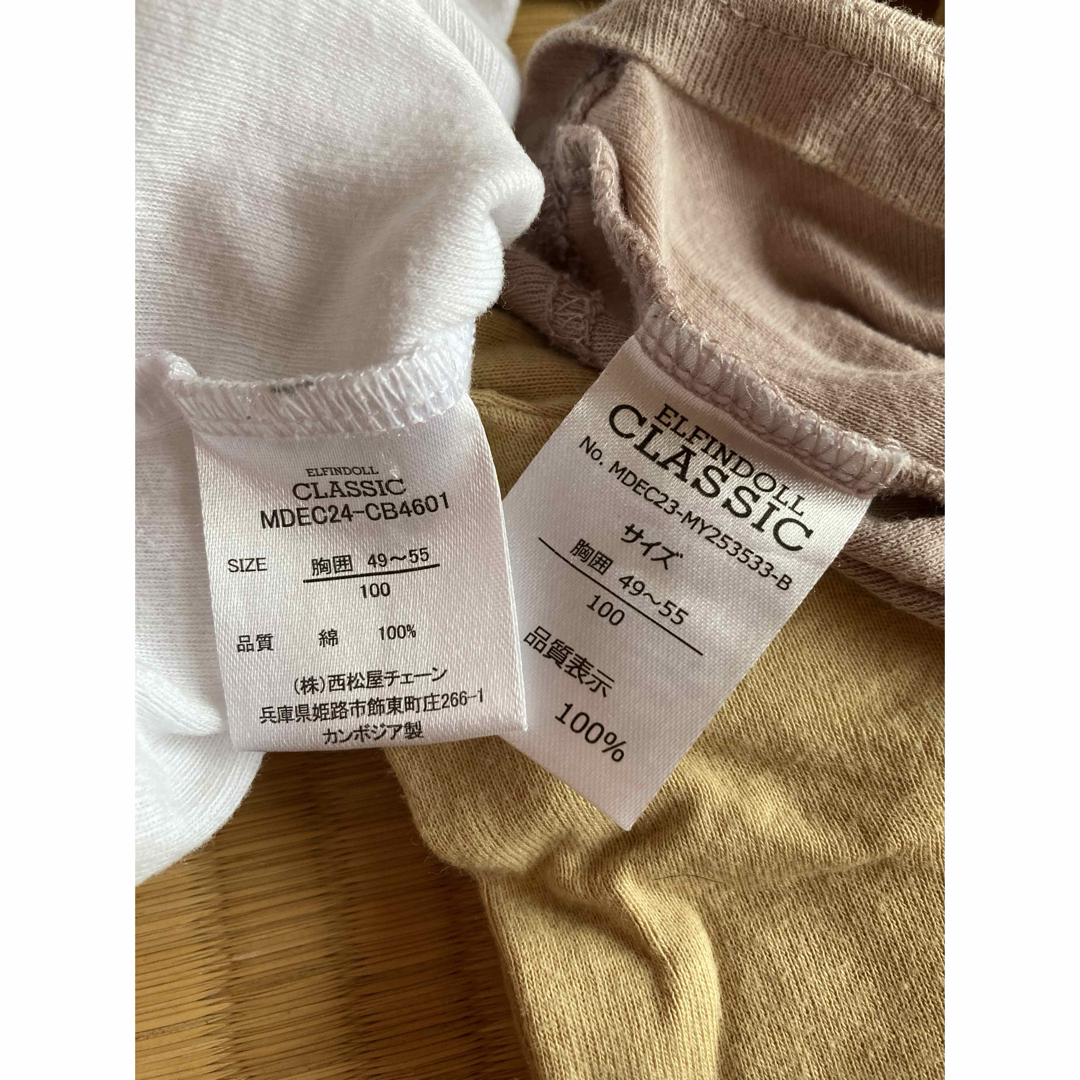 ELFINDOLL
CLASSIC
MDEC24-CB4601
SIZE 胸囲 49～55
100
品質 綿 100%
(株)西松屋チェーン
兵庫県姫路市飾東町庄266-1
カンボジア製
ELFINDOLL
CLASSIC
No. MDEC23-MY253533-B
サイズ
胸囲 49～55
100
品質表示
100%